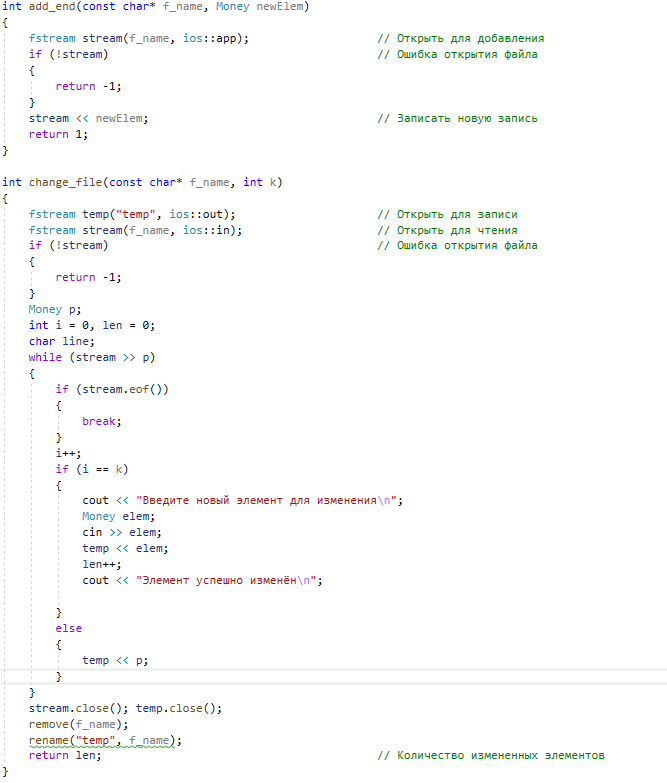 int add_end(const char* f_name, Money newElem)
{
    fstream stream(f_name, ios::app);                   // Открыть для добавления
    if (!stream)                                        // Ошибка открытия файла
    {
        return -1;
    }
    stream << newElem;                                  // Записать новую запись
    return 1;
}

int change_file(const char* f_name, int k)
{
    fstream temp("temp", ios::out);                     // Открыть для записи
    fstream stream(f_name, ios::in);                    // Открыть для чтения
    if (!stream)                                        // Ошибка открытия файла
    {
        return -1;
    }
    Money p;
    int i = 0, len = 0;
    char line;
    while (stream >> p)
    {
        if (stream.eof())
        {
            break;
        }
        i++;
        if (i == k)
        {
            cout << "Введите новый элемент для изменения\n";
            Money elem;
            cin >> elem;
            temp << elem;
            len++;
            cout << "Элемент успешно изменён\n";

        }
        else
        {
            temp << p;
        }
    }
    stream.close(); temp.close();
    remove(f_name);
    rename("temp", f_name);
    return len;                                         // Количество измененных элементов
}